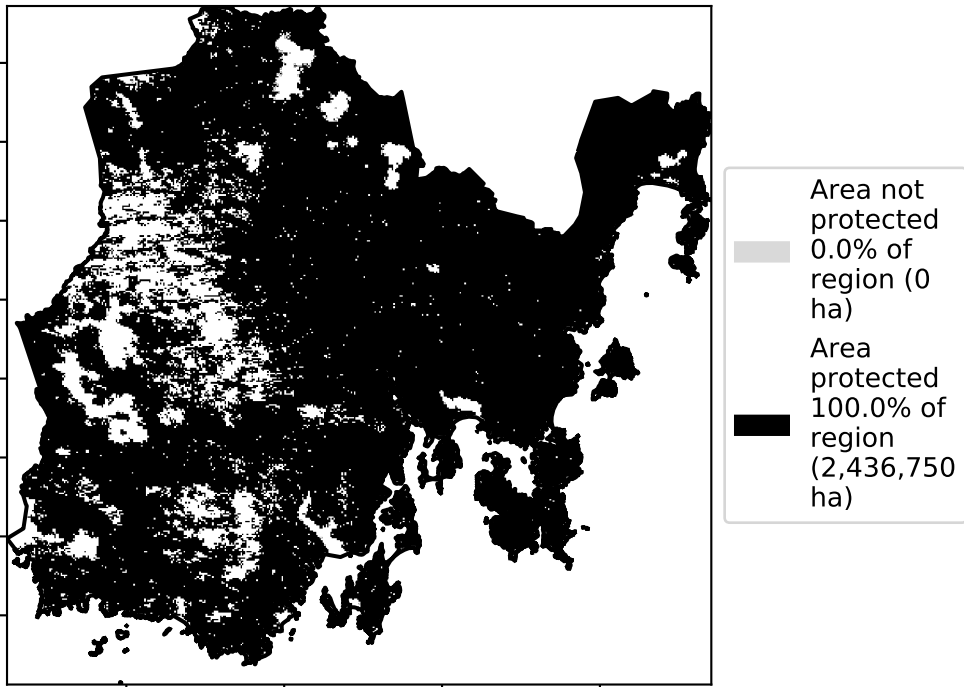 Area not
protected
0.0% of
region (0
ha)
Area
protected
100.0% of
region
(2,436,750
ha)